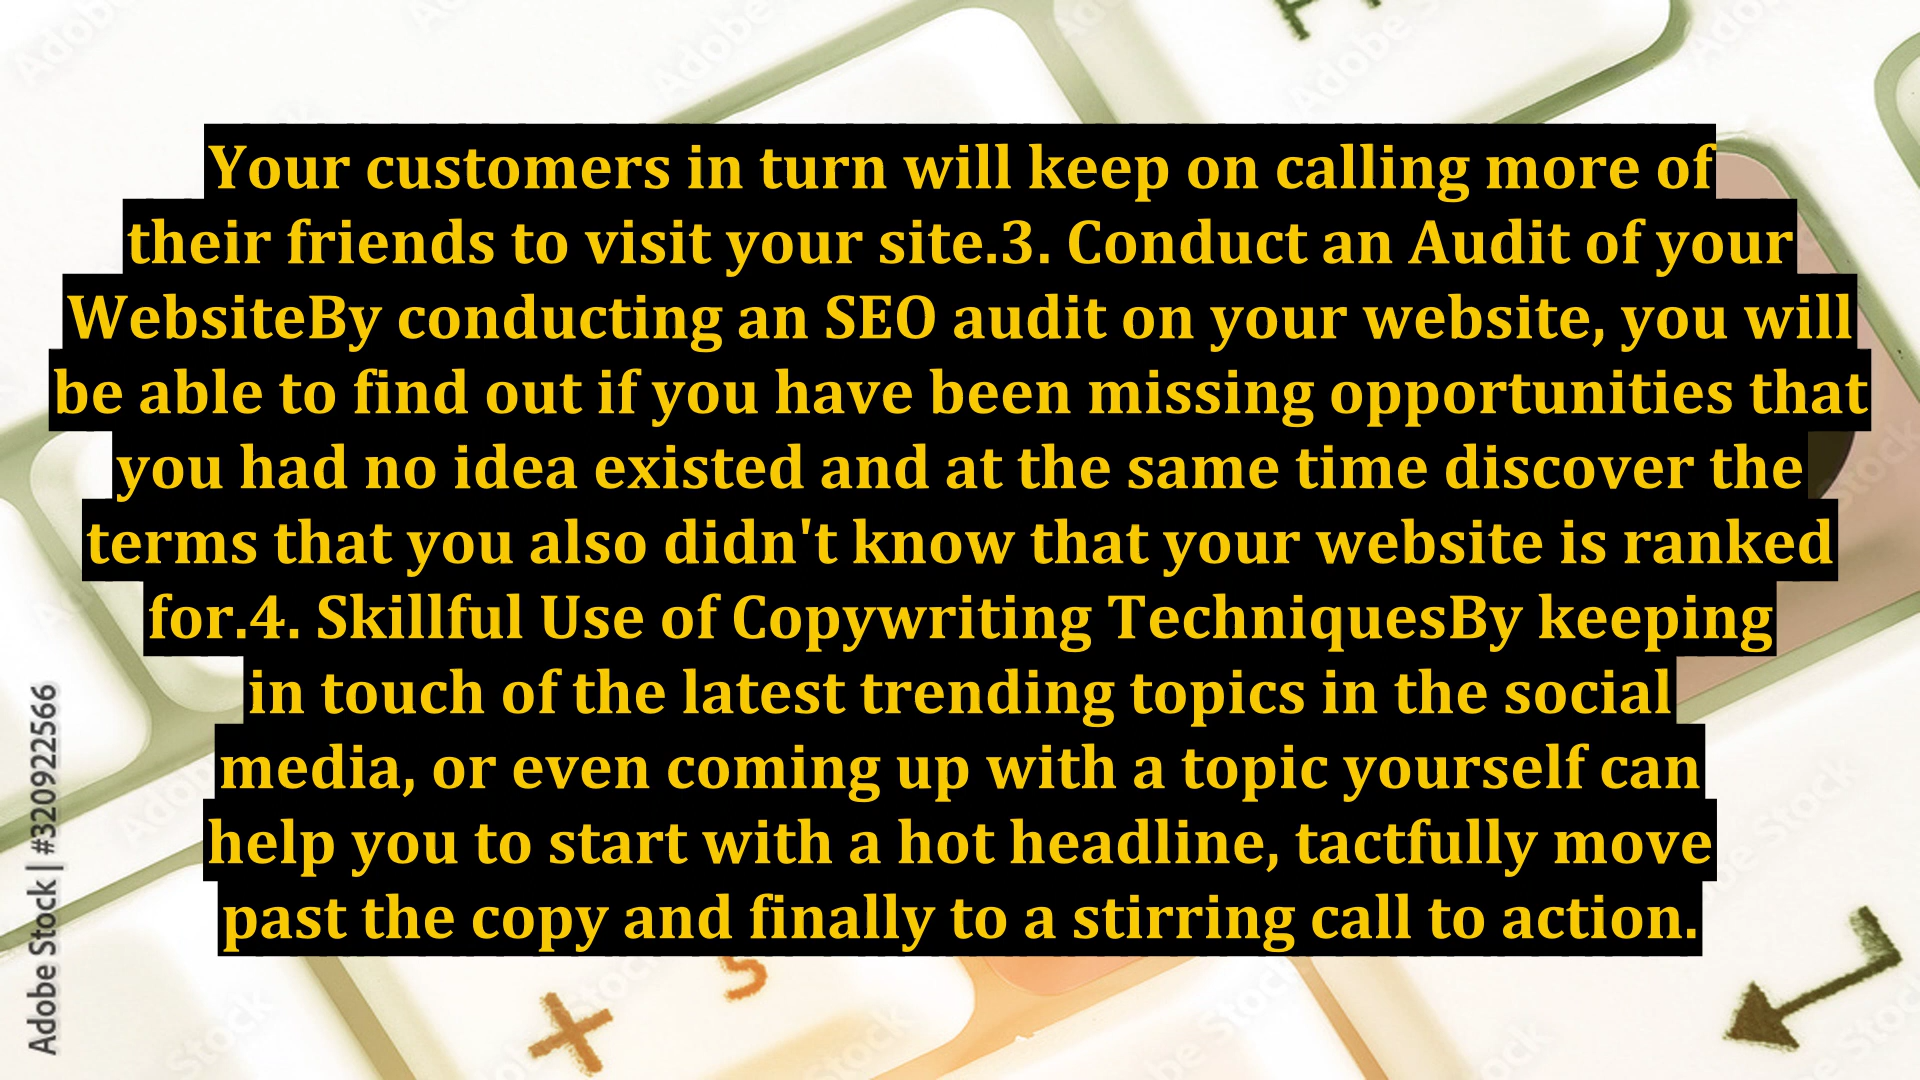 Your customers in turn will keep on calling more of
their friends to visit your site.3. Conduct an Audit of your
WebsiteBy conducting an SEO audit on your website, you will
be able to find out if you have been missing opportunities that
you had no idea existed and at the same time discover the
terms that you also didn't know that your website is ranked
for.4. Skillful Use of Copywriting TechniquesBy keeping
in touch of the latest trending topics in the social
media, or even coming up with a topic yourself can
help you to start with a hot headline, tactfully move
past the copy and finally to a stirring call to action.
Adobe Stock | #320922566